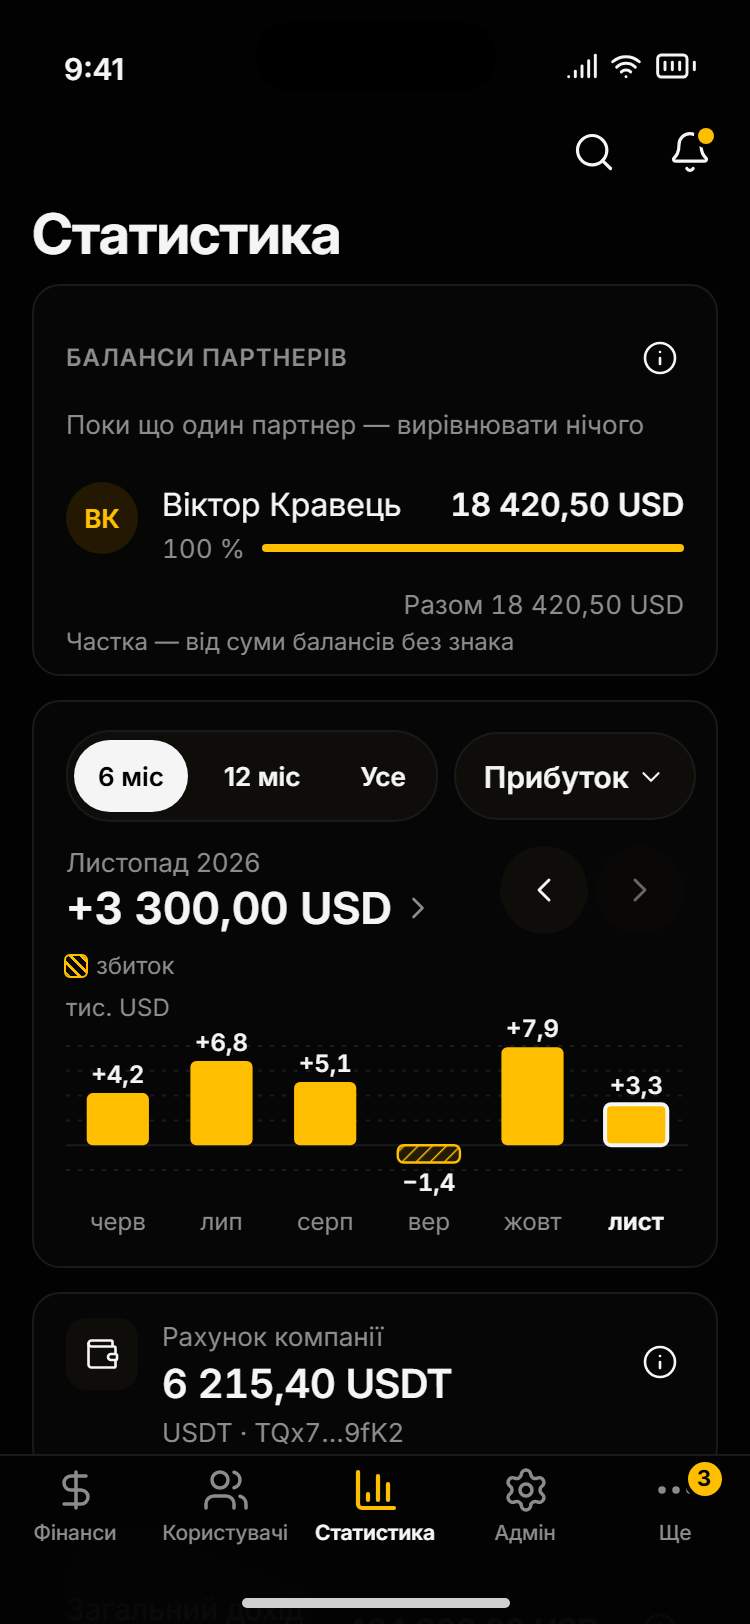 9:41
Статистика
БАЛАНСИ ПАРТНЕРІВ
Поки що один партнер — вирівнювати нічого
ВК
Віктор Кравець 18 420,50 USD
100 %
Разом 18 420,50 USD
Частка — від суми балансів без знака
6 міс 12 міс Усе Прибуток
Листопад 2026
+3 300,00 USD
збиток
тис. USD
+4,2 +6,8 +5,1 −1,4 +7,9 +3,3
черв лип серп вер жовт лист
Рахунок компанії
6 215,40 USDT
USDT · TQx7...9fK2
3
Фінанси Користувачі Статистика Адмін Ще
Загальний дохід